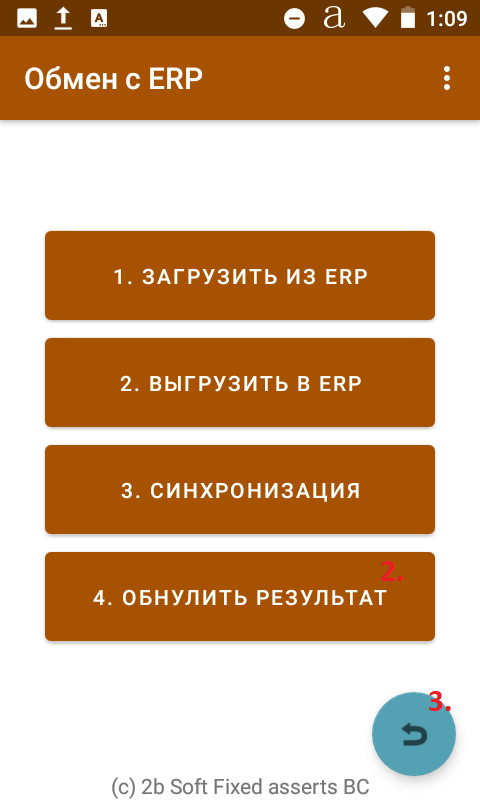 a 1:09
Обмен с ERP
1. ЗАГРУЗИТЬ ИЗ ERP
2. ВЫГРУЗИТЬ В ERP
3. СИНХРОНИЗАЦИЯ
2.
4. ОБНУЛИТЬ РЕЗУЛЬТАТ
3.
(c) 2b Soft Fixed asserts BC